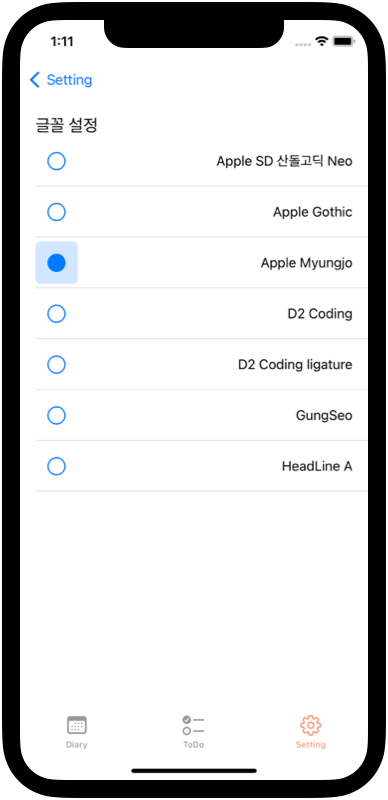 1:11
Setting
글꼴 설정
Apple SD 산돌고딕 Neo
Apple Gothic
Apple Myungjo
D2 Coding
D2 Coding ligature
GungSeo
HeadLine A
Diary
ToDo
Setting